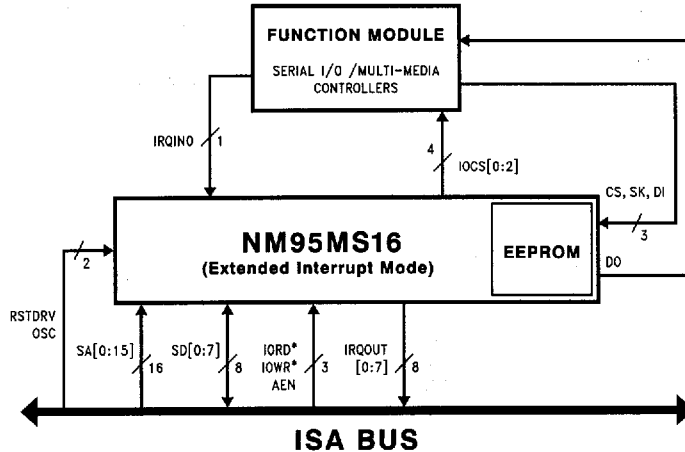 FUNCTION MODULE
SERIAL I/O /MULTI-MEDIA
CONTROLLERS
IRQIN0
1
4
IOCS[0:2]
CS, SK, DI
3
NM95MS16
(Extended Interrupt Mode)
EEPROM
2
DO
RSTDRV
OSC
SA[0:15]
16
SD[0:7]
8
IORD*
IOWR*
AEN
3
IRQOUT
[0:7]
8
ISA BUS